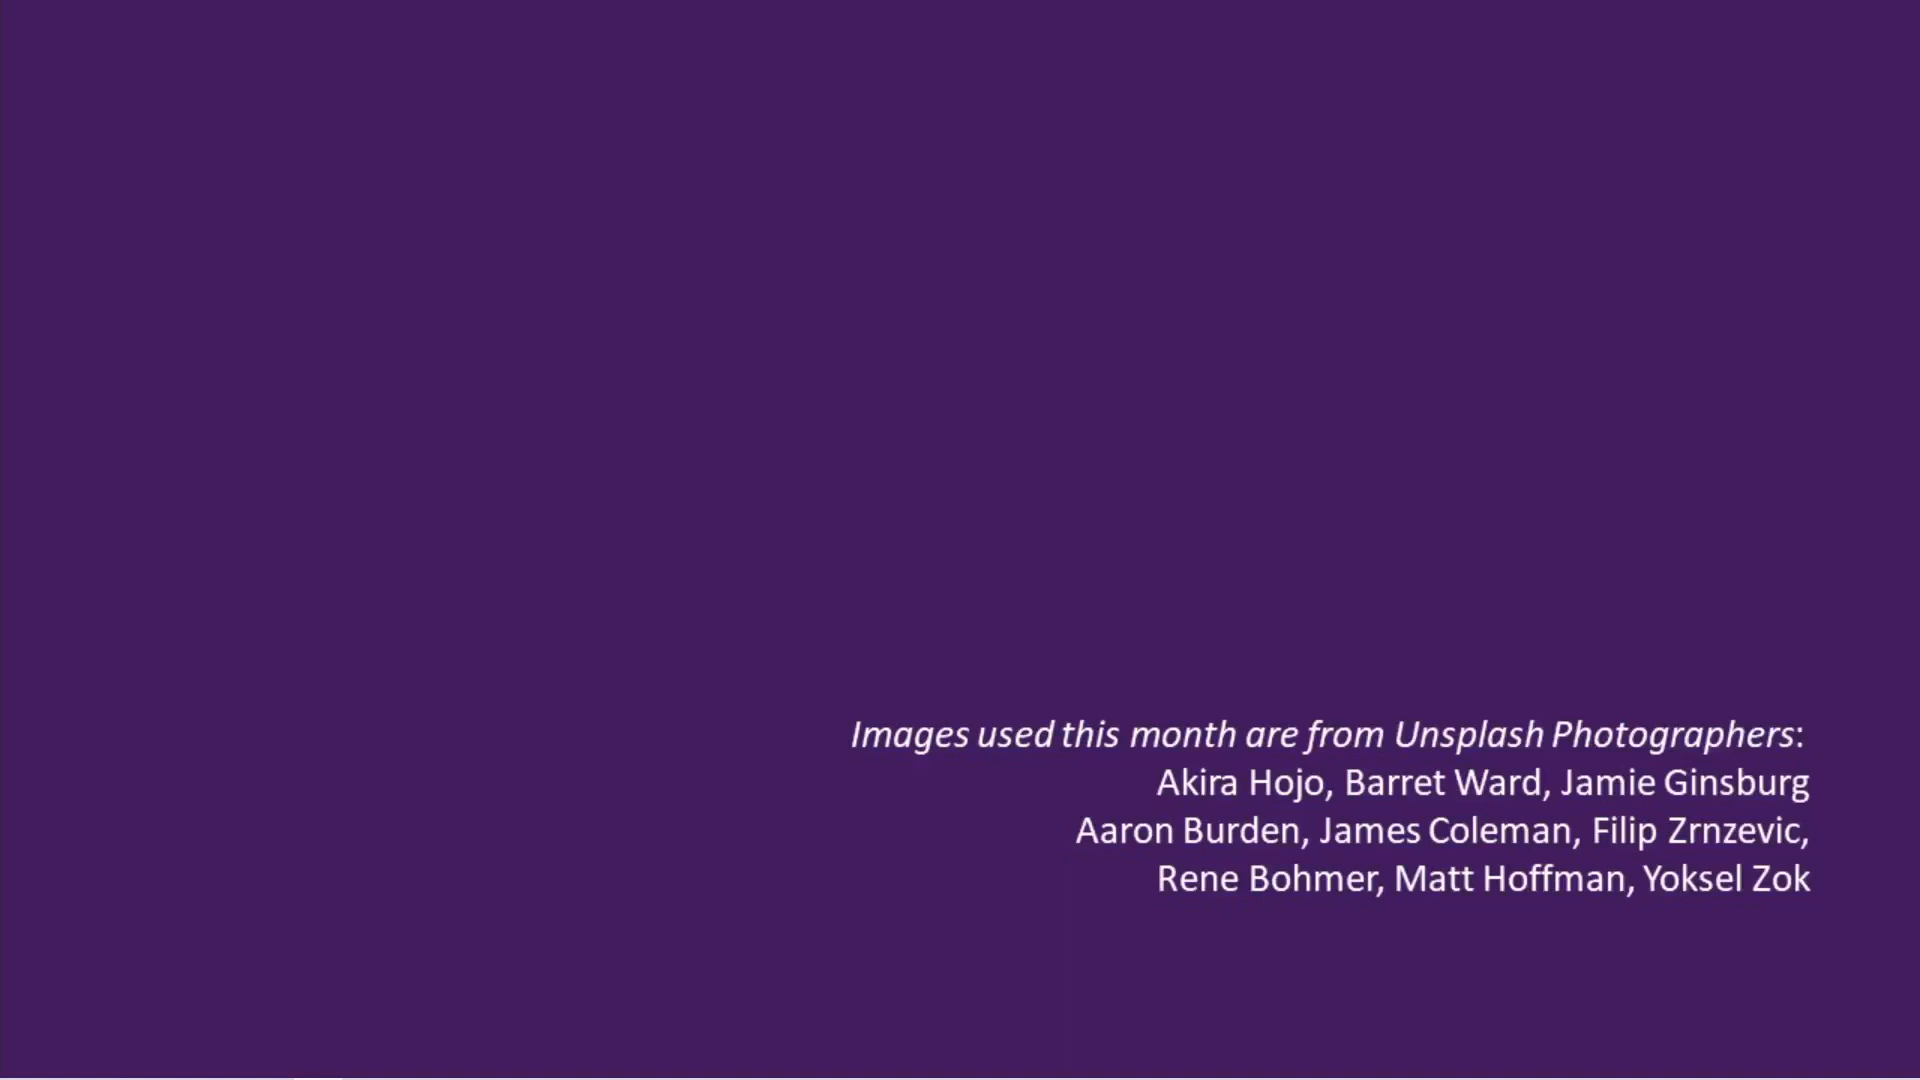 Images used this month are from Unsplash Photographers:
Akira Hojo, Barret Ward, Jamie Ginsburg
Aaron Burden, James Coleman, Filip Zrnzevic,
Rene Bohmer, Matt Hoffman, Yoksel Zok